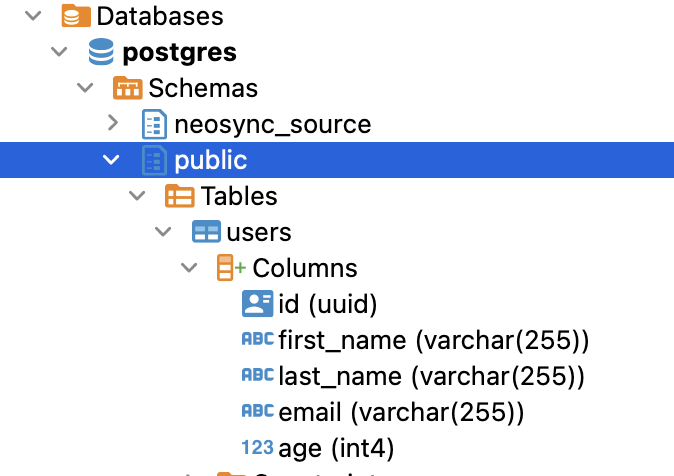 Databases
postgres
Schemas
neosync_source
public
Tables
users
Columns
id (uuid)
ABC first_name (varchar(255))
ABC last_name (varchar(255))
ABC email (varchar(255))
123 age (int4)